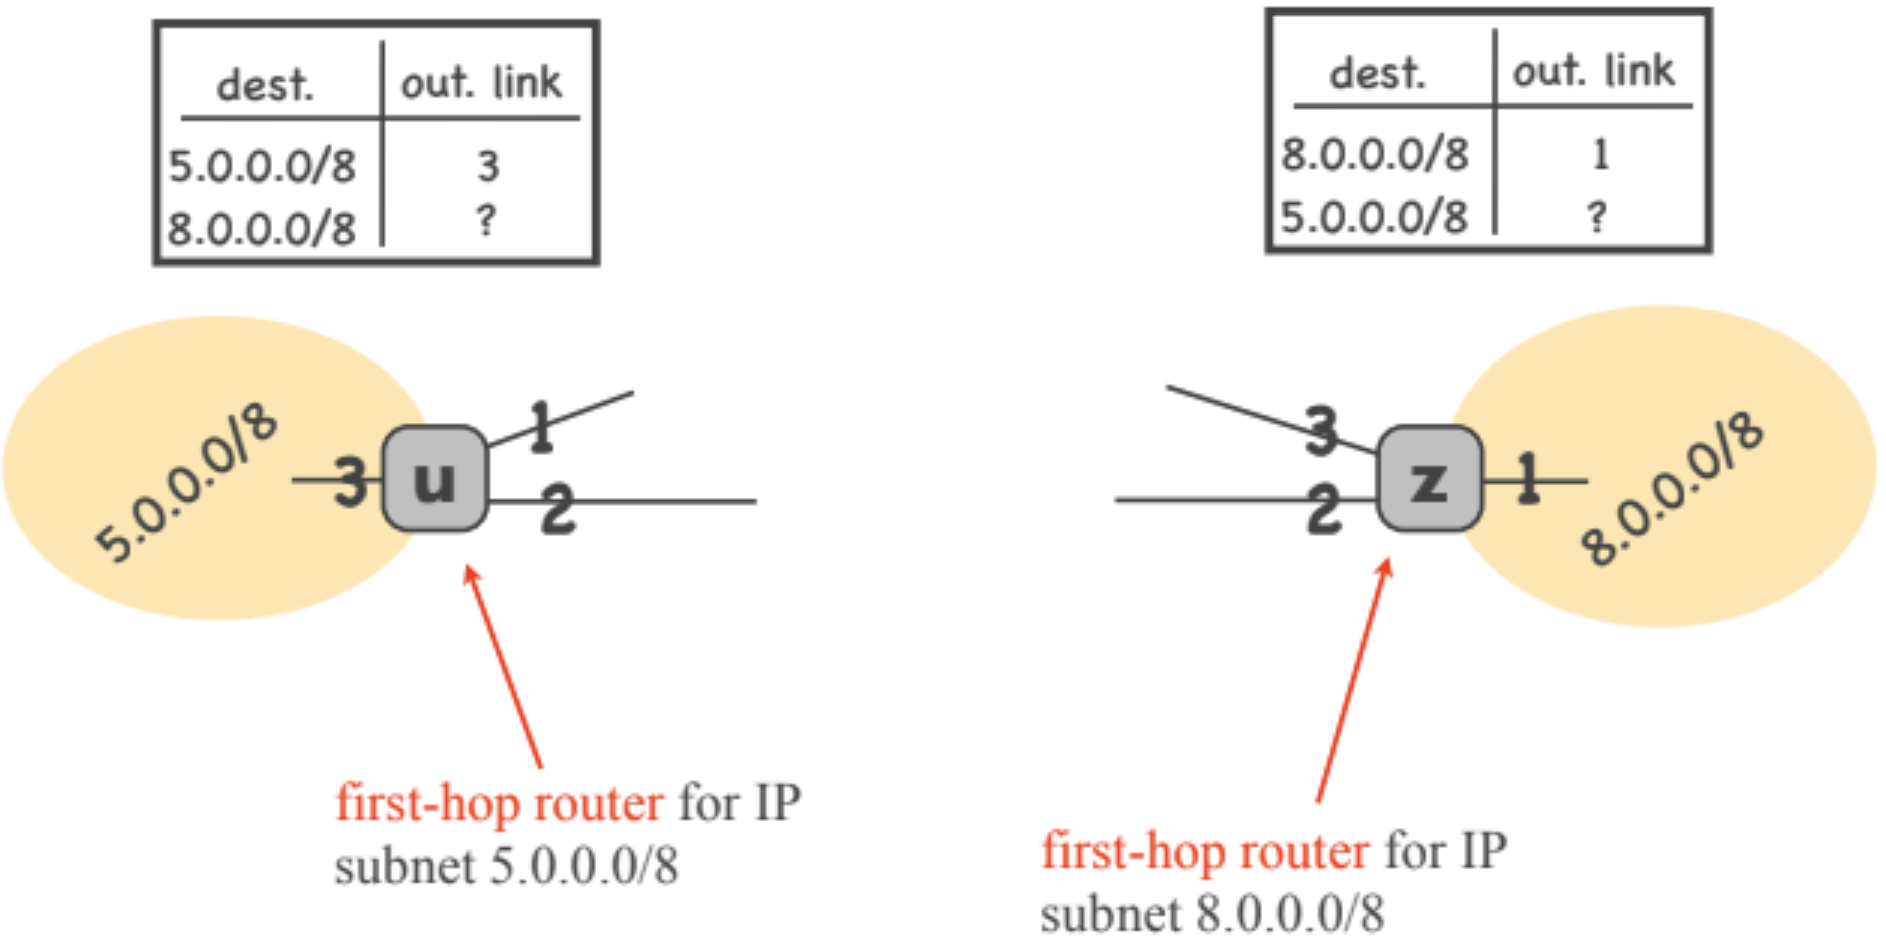 dest. out. link
5.0.0.0/8 3
8.0.0.0/8 ?
dest. out. link
8.0.0.0/8 1
5.0.0.0/8 ?
5.0.0.0/8
3
u
1
2
3
2
z
1
8.0.0.0/8
first-hop router for IP
subnet 5.0.0.0/8
first-hop router for IP
subnet 8.0.0.0/8